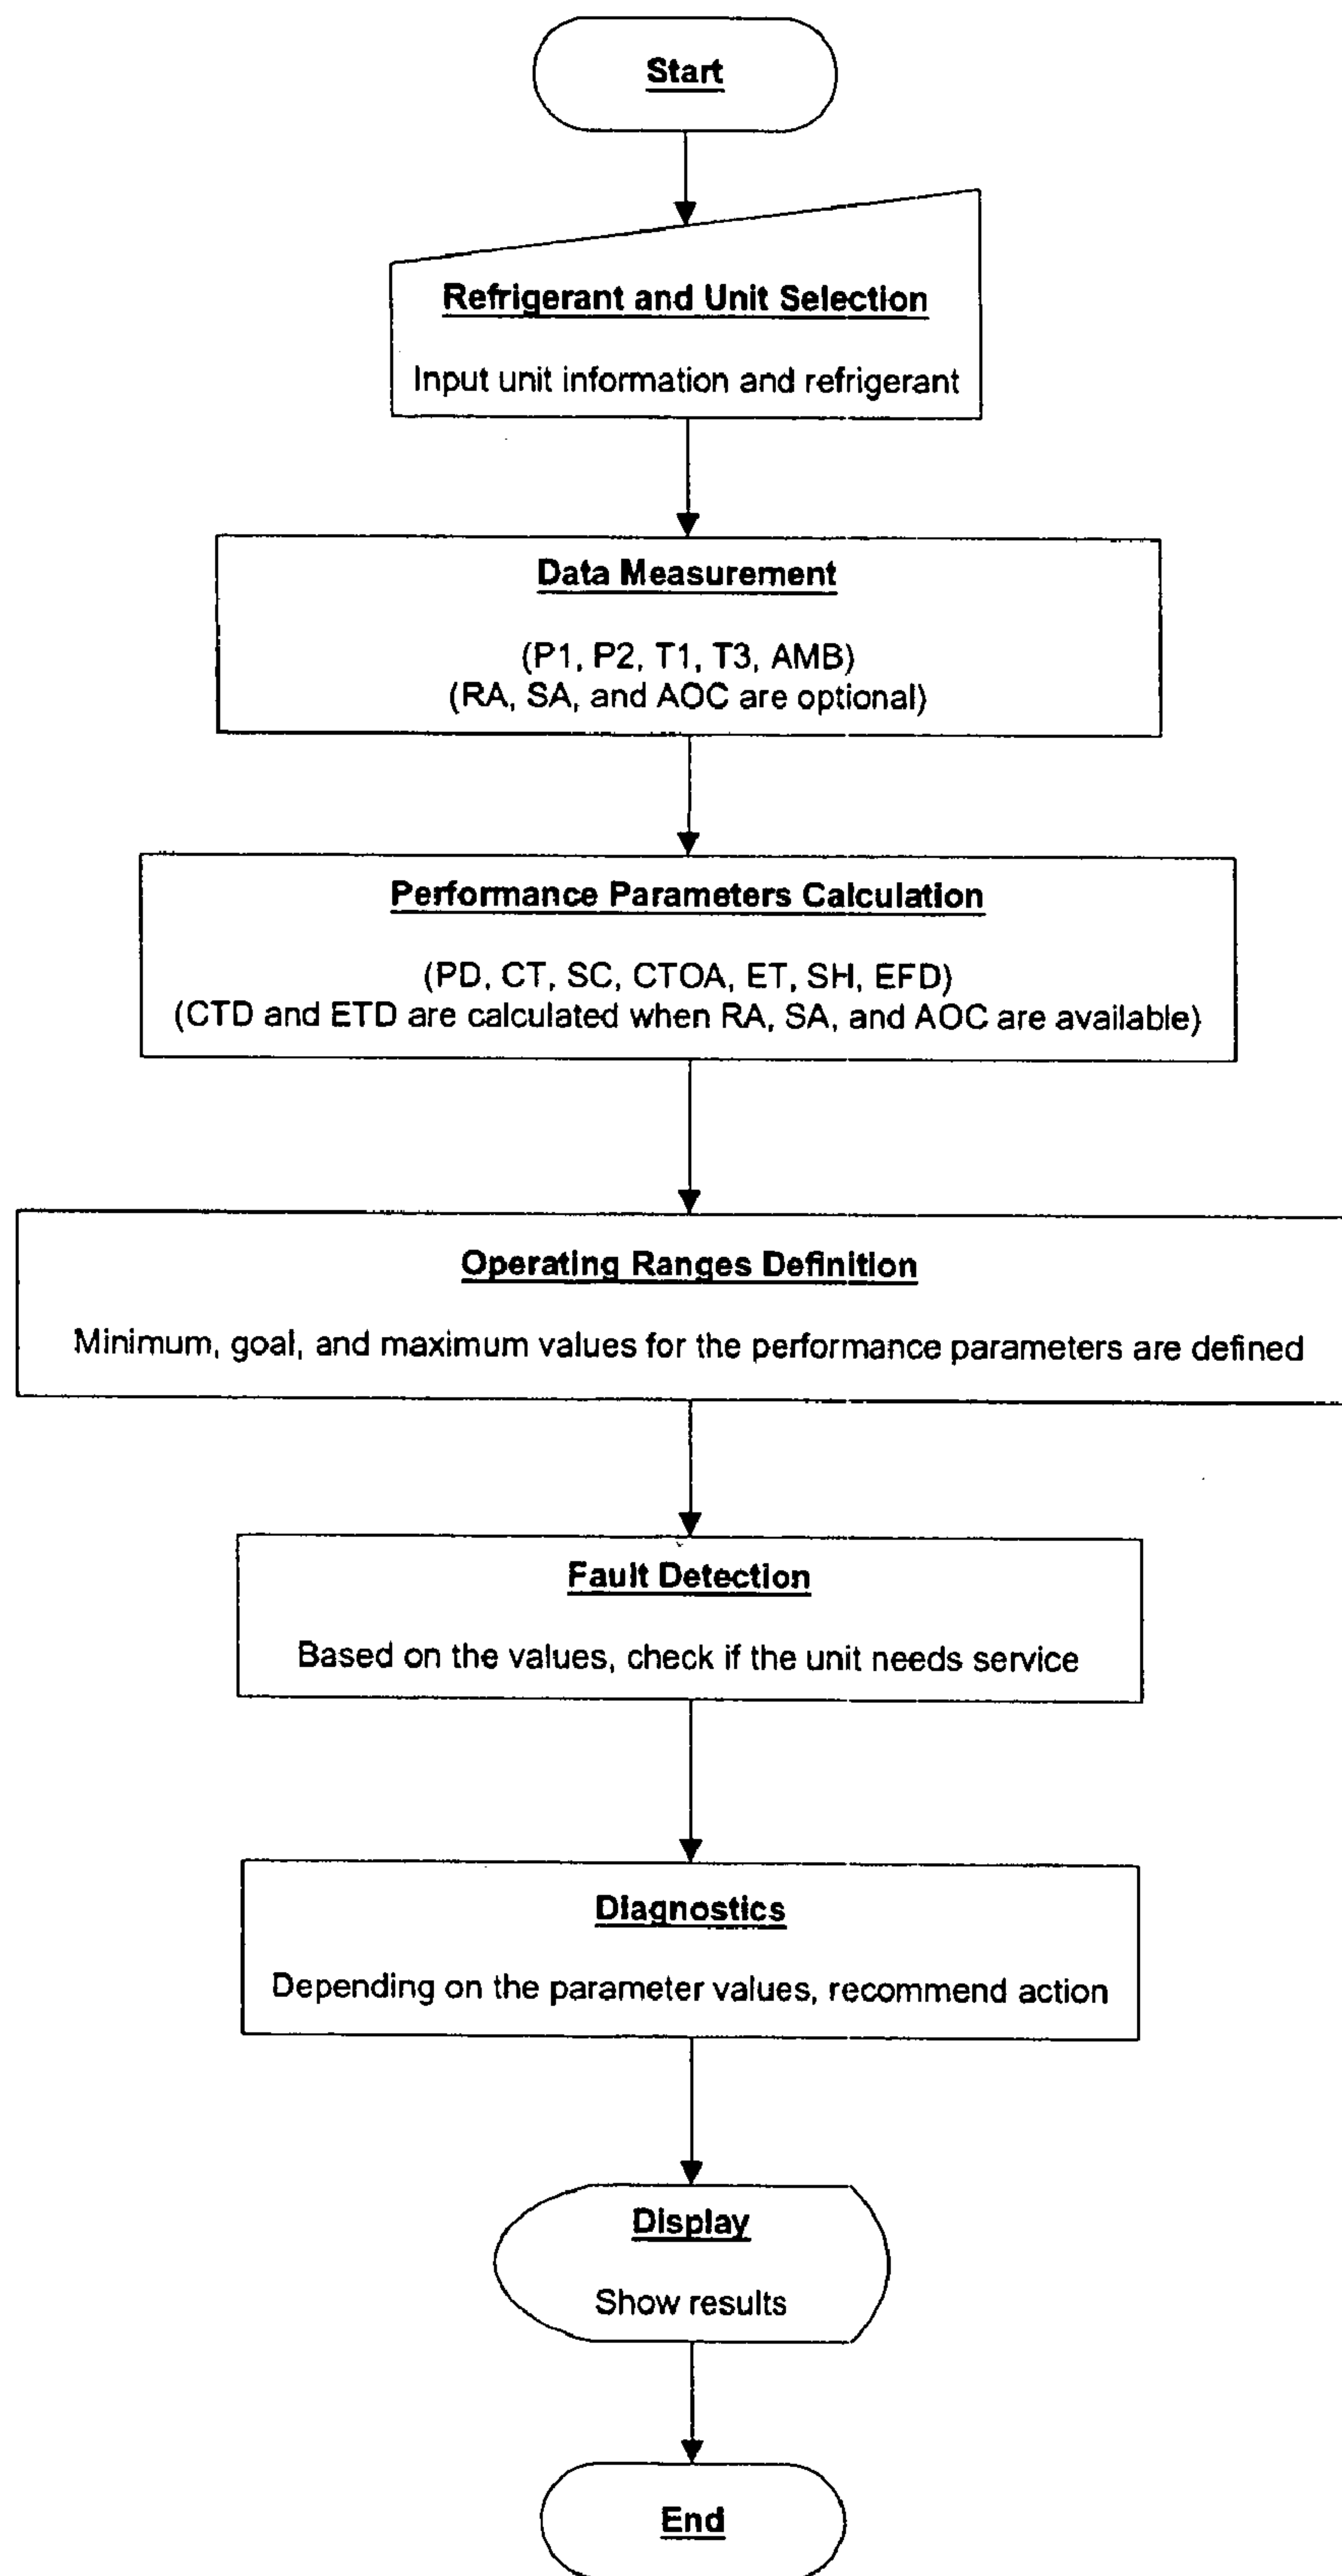 Start
Refrigerant and Unit Selection
Input unit information and refrigerant
Data Measurement
(P1, P2, T1, T3, AMB)
(RA, SA, and AOC are optional)
Performance Parameters Calculation
(PD, CT, SC, CTOA, ET, SH, EFD)
(CTD and ETD are calculated when RA, SA, and AOC are available)
Operating Ranges Definition
Minimum, goal, and maximum values for the performance parameters are defined
Fault Detection
Based on the values, check if the unit needs service
Diagnostics
Depending on the parameter values, recommend action
Display
Show results
End